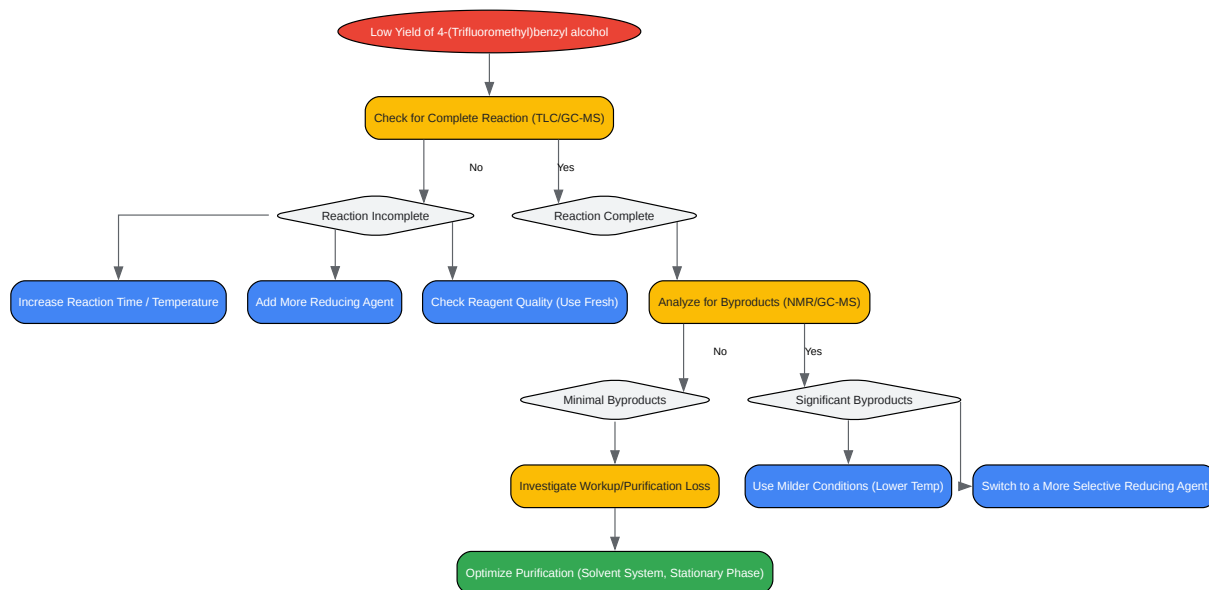 Low Yield of 4-(Trifluoromethyl)benzyl alcohol
Check for Complete Reaction (TLC/GC-MS)
No
Yes
Reaction Incomplete
Reaction Complete
Increase Reaction Time / Temperature
Add More Reducing Agent
Check Reagent Quality (Use Fresh)
Analyze for Byproducts (NMR/GC-MS)
No
Yes
Minimal Byproducts
Significant Byproducts
Investigate Workup/Purification Loss
Use Milder Conditions (Lower Temp)
Switch to a More Selective Reducing Agent
Optimize Purification (Solvent System, Stationary Phase)